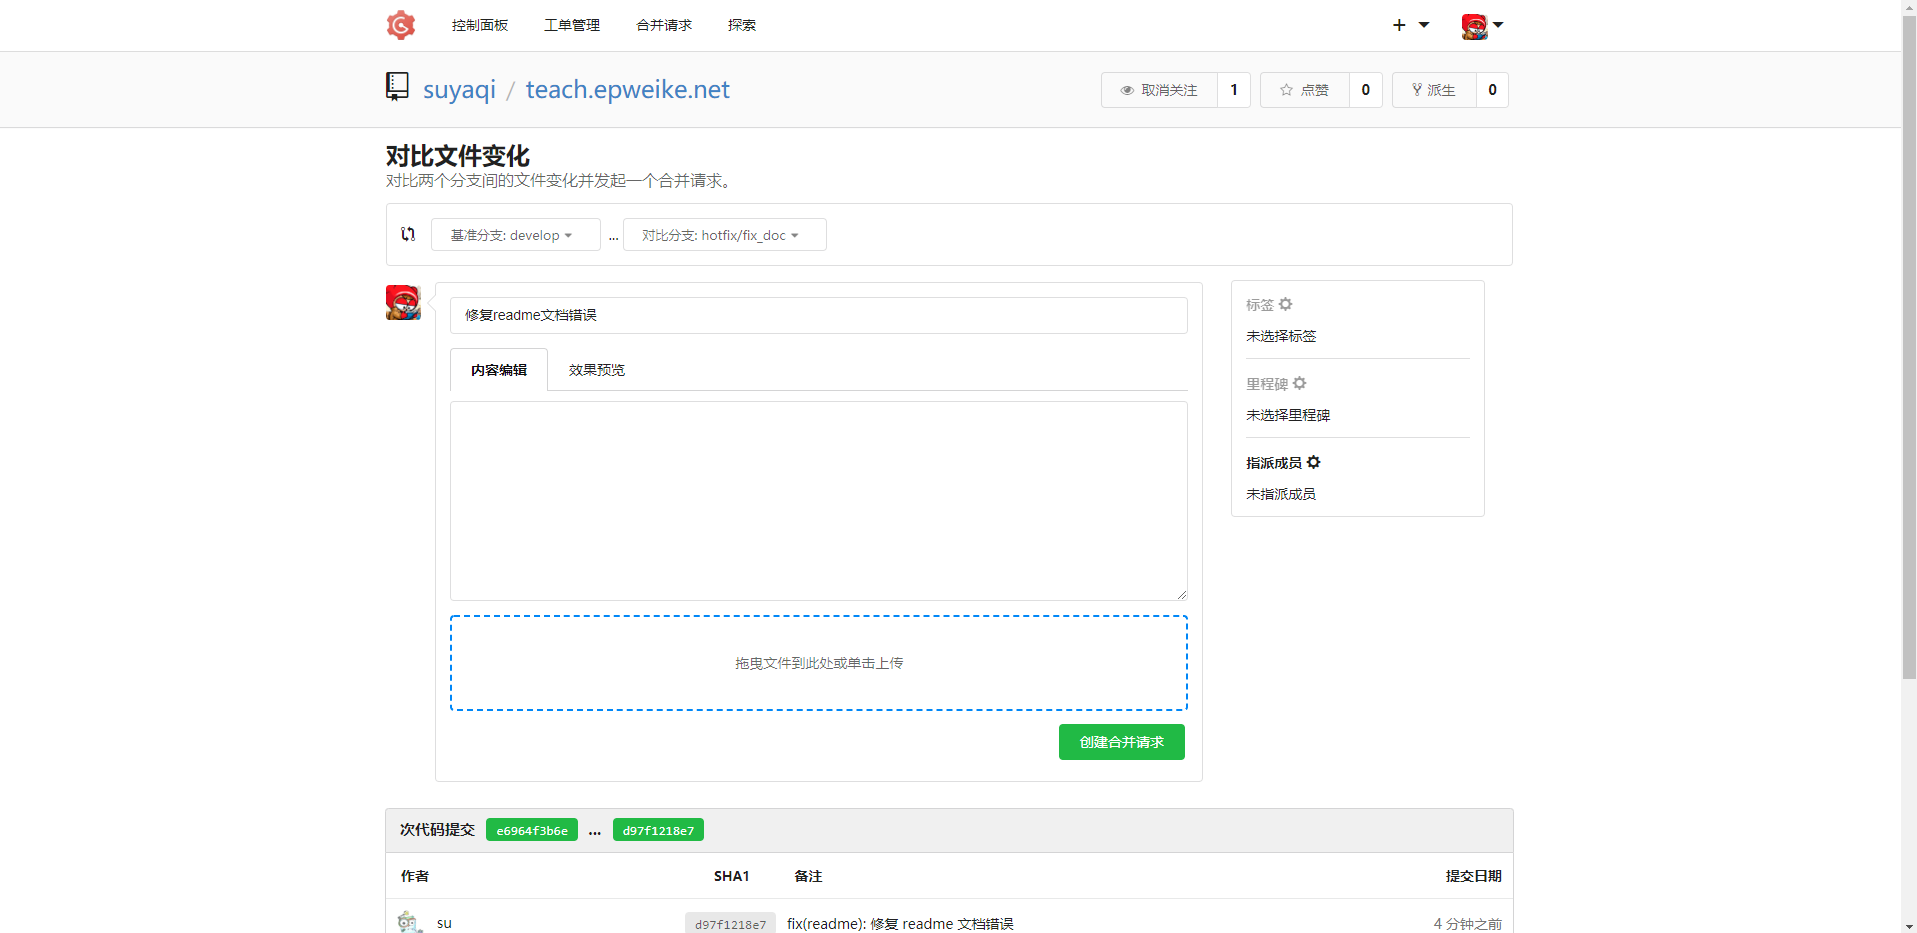 控制面板 工单管理 合并请求 探索
suyaqi / teach.epweike.net 取消关注 1 点赞 0 派生 0
对比文件变化
对比两个分支间的文件变化并发起一个合并请求。
基准分支: develop ... 对比分支: hotfix/fix_doc
修复readme文档错误
内容编辑 效果预览
拖曳文件到此处或单击上传
创建合并请求
标签
未选择标签
里程碑
未选择里程碑
指派成员
未指派成员
次代码提交 e6964f3b6e ... d97f1218e7
作者 SHA1 备注 提交日期
su d97f1218e7 fix(readme): 修复 readme 文档错误 4 分钟之前